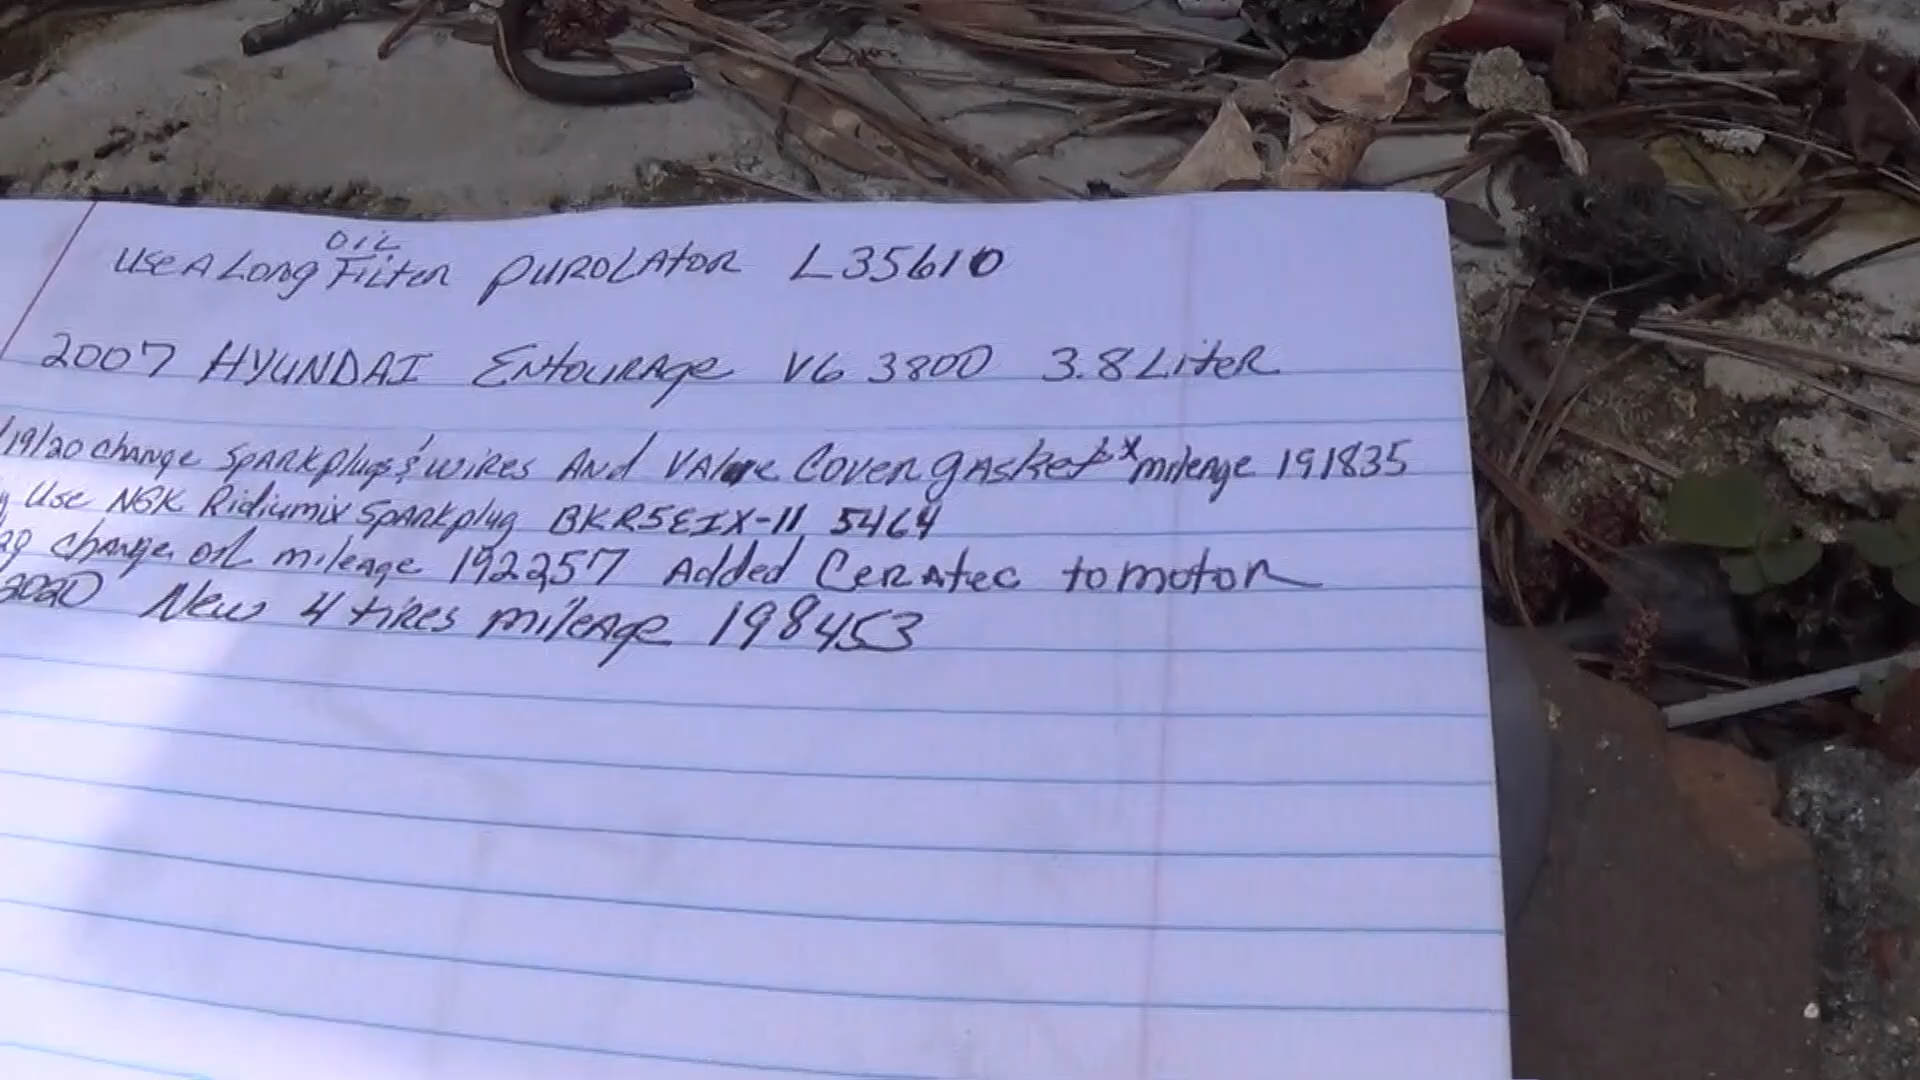 OIL
Use A Long Filter PUROLATOR L35610
2007 HYUNDAI Entourage V6 3800 3.8 Liter
/19/20 change SPARKplugs & wires And VALVe Cover gasket mileage 191835
Use NGK Ridiumix SPARKplug BKR5EIX-11 5464
change oil mileage 192257 Added CerAtec to motor
2020 New 4 tires mileage 198453